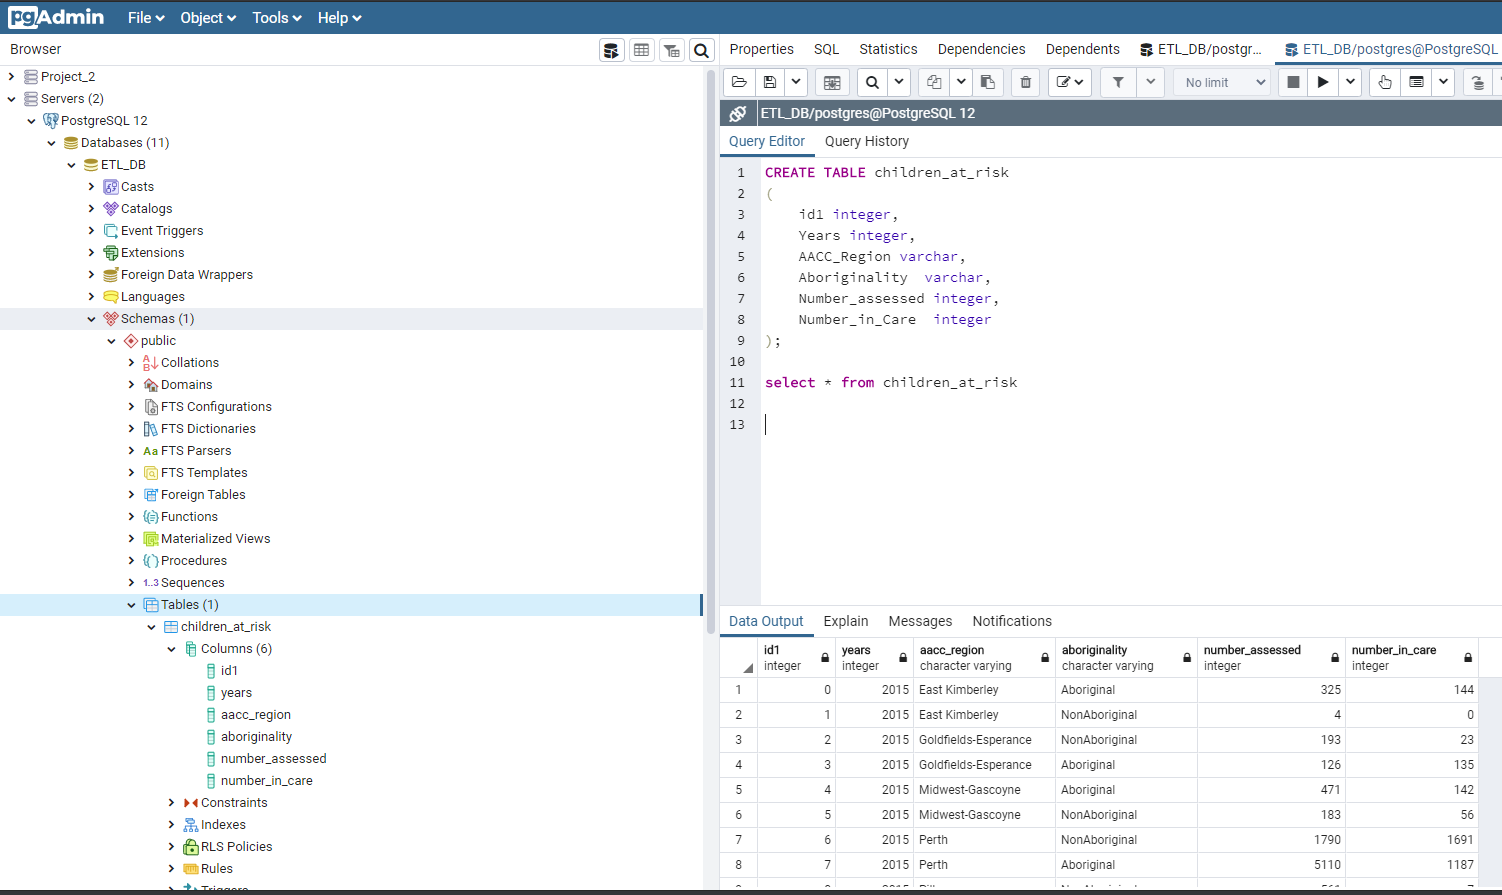 pgAdmin File Object Tools Help
Browser
Properties SQL Statistics Dependencies Dependents ETL_DB/postgr... ETL_DB/postgres@PostgreSQL
Project_2
Servers (2)
PostgreSQL 12
Databases (11)
ETL_DB
Casts
Catalogs
Event Triggers
Extensions
Foreign Data Wrappers
Languages
Schemas (1)
public
Collations
Domains
FTS Configurations
FTS Dictionaries
Aa FTS Parsers
FTS Templates
Foreign Tables
Functions
Materialized Views
Procedures
1..3 Sequences
Tables (1)
children_at_risk
Columns (6)
id1
years
aacc_region
aboriginality
number_assessed
number_in_care
Constraints
Indexes
RLS Policies
Rules
Triggers
No limit
ETL_DB/postgres@PostgreSQL 12
Query Editor Query History
1 CREATE TABLE children_at_risk
2 (
3 id1 integer,
4 Years integer,
5 AACC_Region varchar,
6 Aboriginality varchar,
7 Number_assessed integer,
8 Number_in_Care integer
9 );
10
11 select * from children_at_risk
12
13
Data Output Explain Messages Notifications
id1 years aacc_region aboriginality number_assessed number_in_care
integer integer character varying character varying integer integer
1 0 2015 East Kimberley Aboriginal 325 144
2 1 2015 East Kimberley NonAboriginal 4 0
3 2 2015 Goldfields-Esperance NonAboriginal 193 23
4 3 2015 Goldfields-Esperance Aboriginal 126 135
5 4 2015 Midwest-Gascoyne Aboriginal 471 142
6 5 2015 Midwest-Gascoyne NonAboriginal 183 56
7 6 2015 Perth NonAboriginal 1790 1691
8 7 2015 Perth Aboriginal 5110 1187